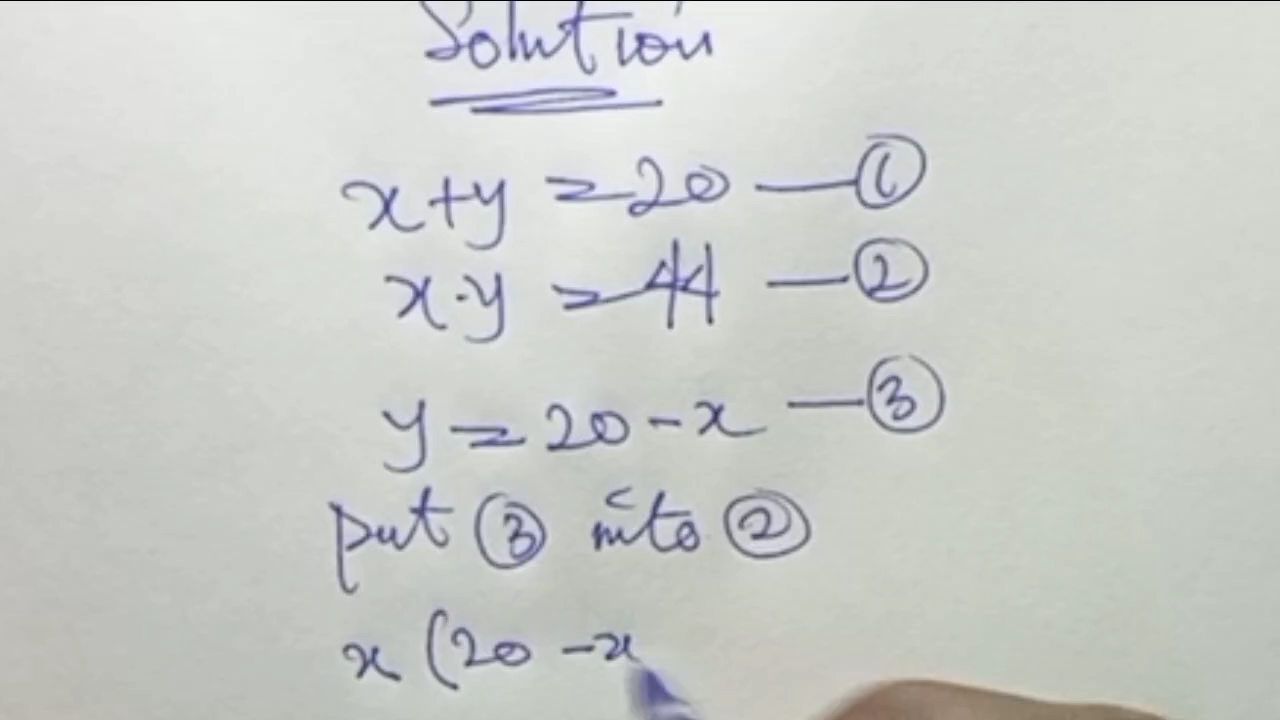 Solution
x+y = 20 — ①
x·y = 44 — ②
y = 20 - x — ③
put ③ into ②
x (20 - x